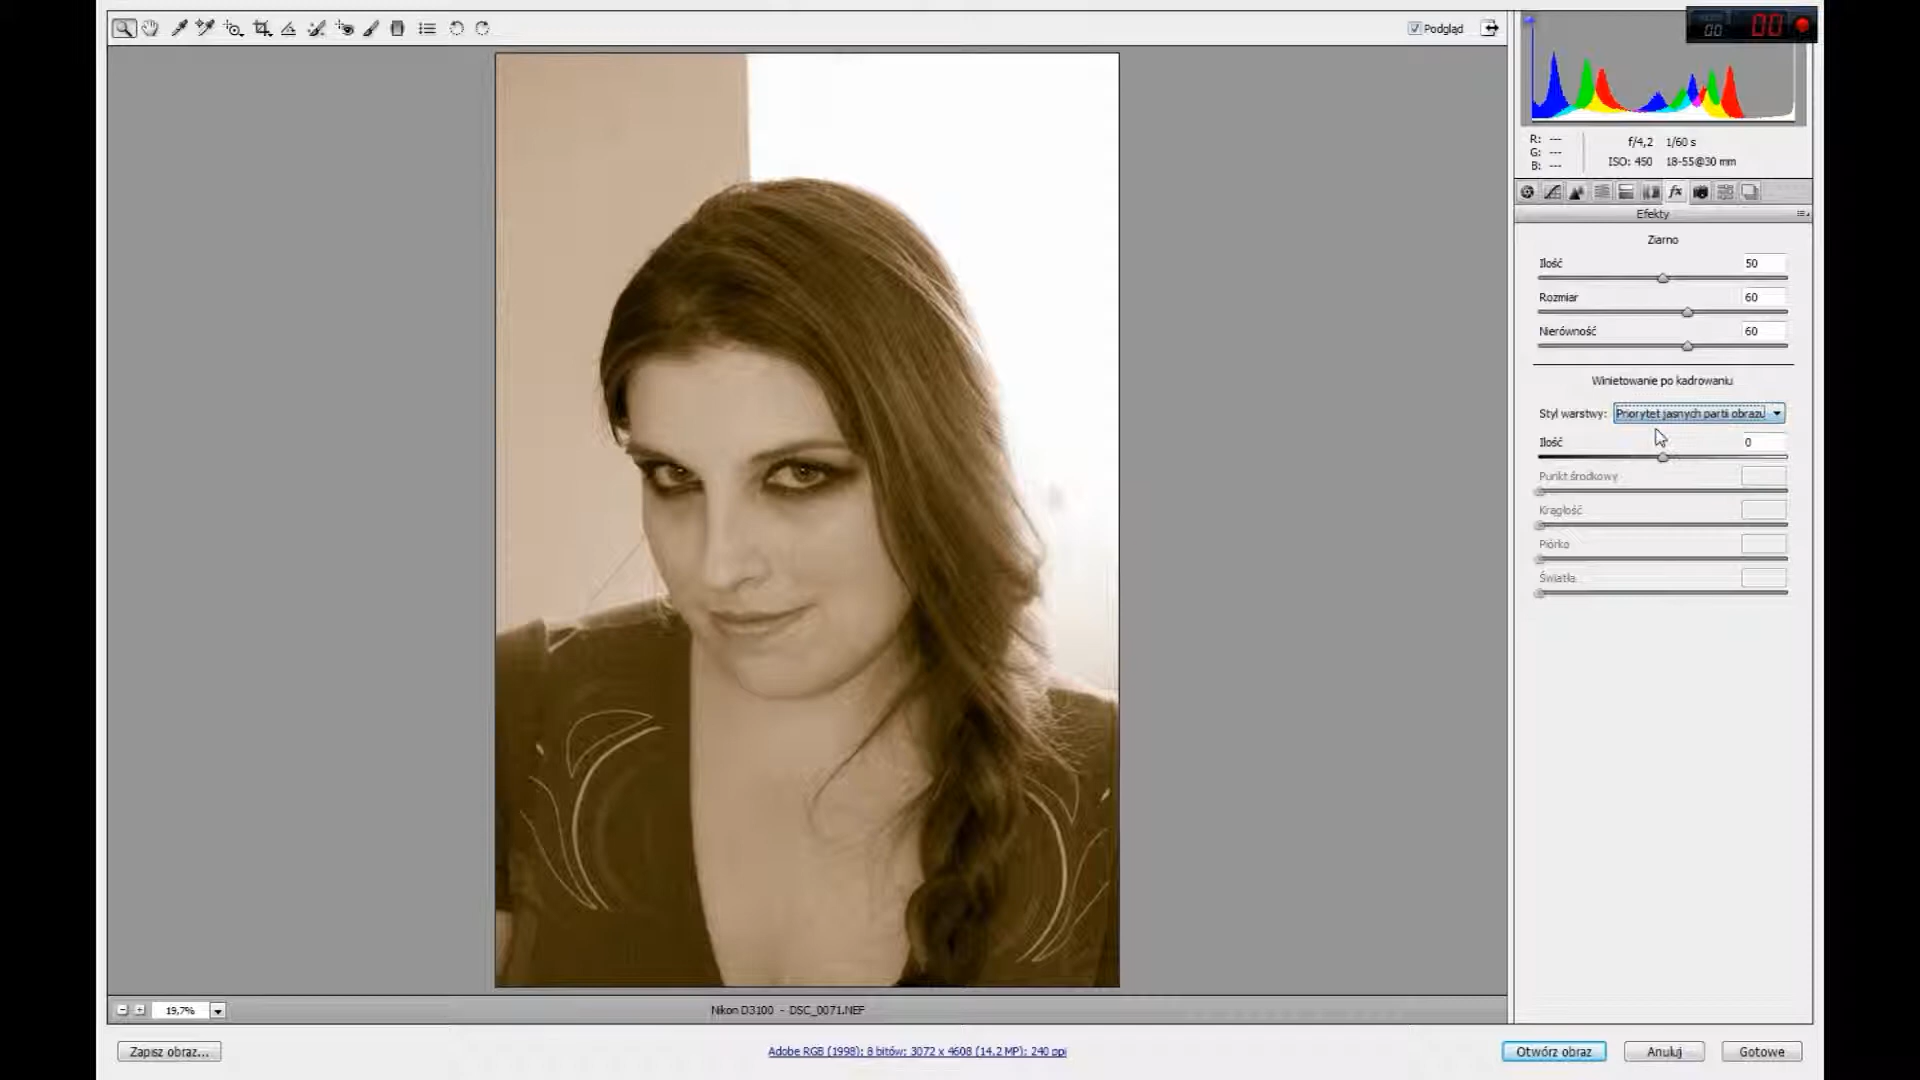 Podgląd
00 00
R: ---
G: ---
B: ---
f/4,2 1/60 s
ISO: 450 18-55@30 mm
fx
Efekty
Ziarno
Ilość 50
Rozmiar 60
Nierówność 60
Winietowanie po kadrowaniu
Styl warstwy: Priorytet jasnych partii obrazu
Ilość 0
Punkt środkowy
Krągłość
Piórko
Światła
19,7%
Nikon D3100 - DSC_0071.NEF
Zapisz obraz...
Adobe RGB (1998); 8 bitów; 3072 x 4608 (14.2 MP); 240 ppi
Otwórz obraz
Anuluj
Gotowe